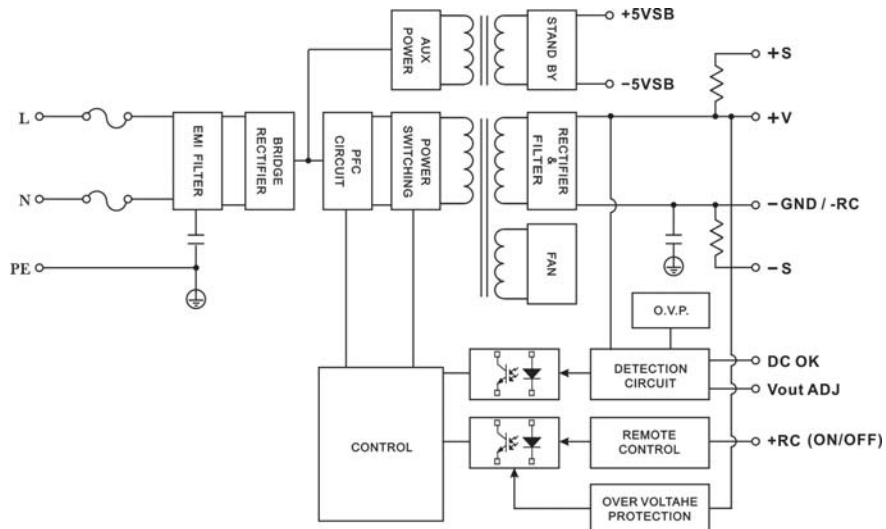 +5VSB
AUX
POWER
STAND BY
-5VSB
+S
L
EMI FILTER
BRIDGE
RECTIFIER
PFC
CIRCUIT
POWER
SWITCHING
RECTIFIER
&
FILTER
+V
N
-GND / -RC
PE
FAN
-S
O.V.P.
DETECTION
CIRCUIT
DC OK
Vout ADJ
CONTROL
REMOTE
CONTROL
+RC (ON/OFF)
OVER VOLTAHE
PROTECTION